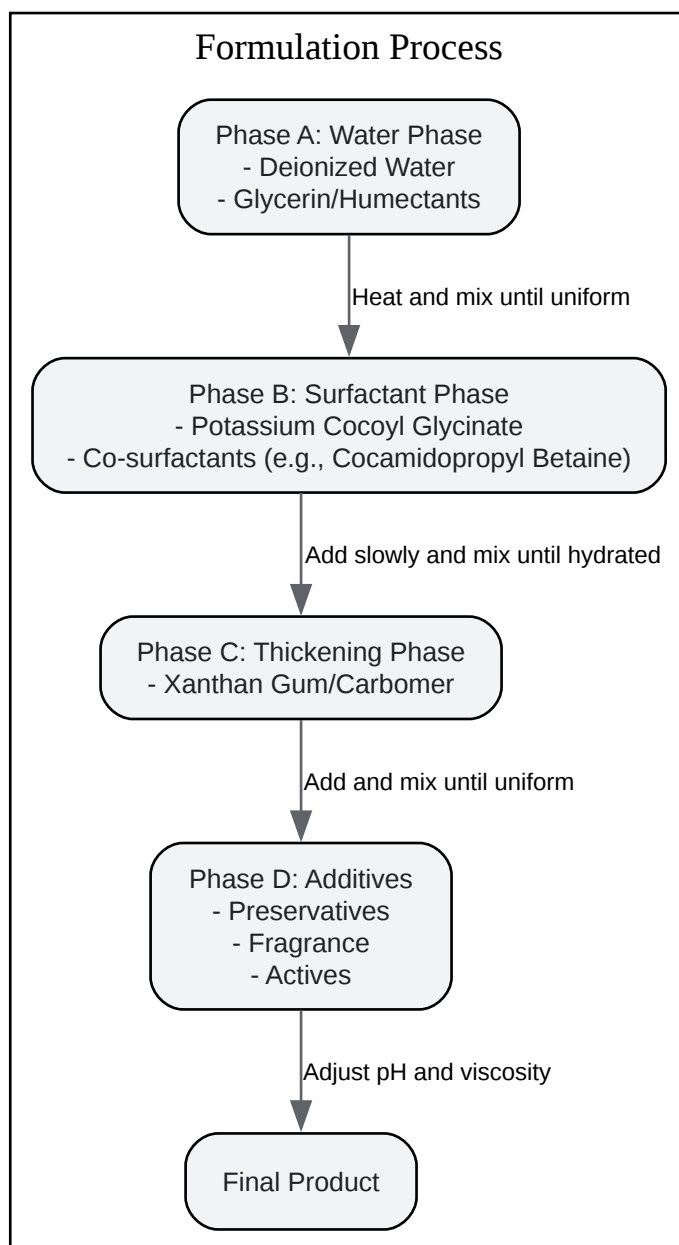 Formulation Process
Phase A: Water Phase
- Deionized Water
- Glycerin/Humectants
Heat and mix until uniform
Phase B: Surfactant Phase
- Potassium Cocoyl Glycinate
- Co-surfactants (e.g., Cocamidopropyl Betaine)
Add slowly and mix until hydrated
Phase C: Thickening Phase
- Xanthan Gum/Carbomer
Add and mix until uniform
Phase D: Additives
- Preservatives
- Fragrance
- Actives
Adjust pH and viscosity
Final Product